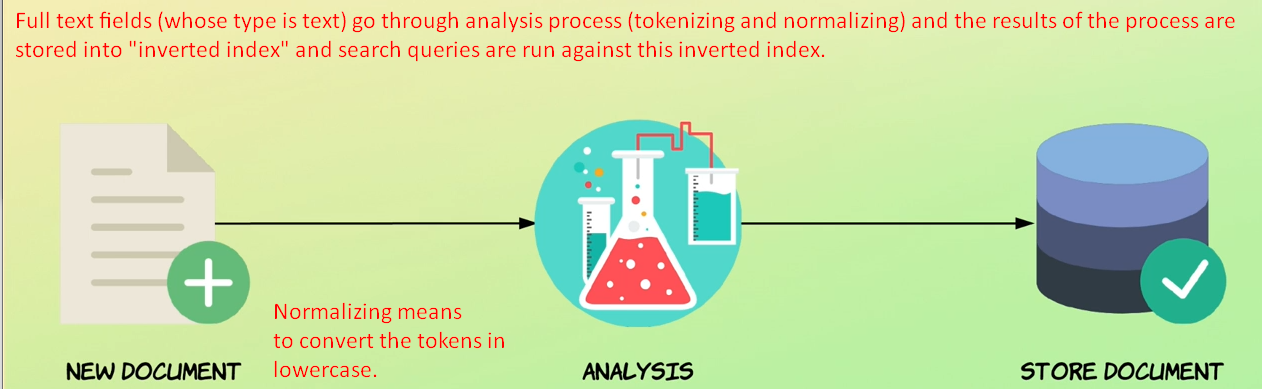 Full text fields (whose type is text) go through analysis process (tokenizing and normalizing) and the results of the process are
stored into "inverted index" and search queries are run against this inverted index.
Normalizing means
to convert the tokens in
lowercase.
NEW DOCUMENT
ANALYSIS
STORE DOCUMENT